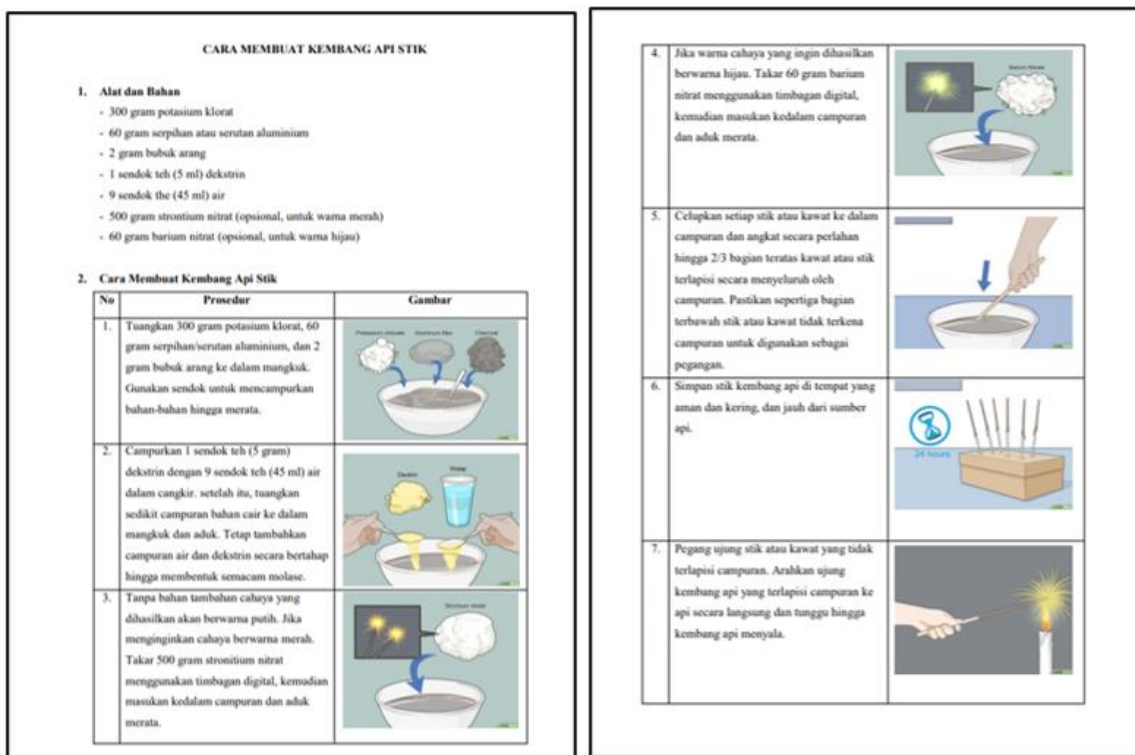 CARA MEMBUAT KEMBANG API STIK
1. Alat dan Bahan
- 300 gram potasium klorat
- 60 gram serpihan atau serutan aluminium
- 2 gram bubuk arang
- 1 sendok teh (5 ml) dekstrin
- 9 sendok the (45 ml) air
- 500 gram strontium nitrat (opsional, untuk warna merah)
- 60 gram barium nitrat (opsional, untuk warna hijau)
2. Cara Membuat Kembang Api Stik
No Prosedur Gambar
1. Tuangkan 300 gram potasium klorat, 60
gram serpihan/serutan aluminium, dan 2
gram bubuk arang ke dalam mangkuk.
Gunakan sendok untuk mencampurkan
bahan-bahan hingga merata.
Charcoal
2. Campurkan 1 sendok teh (5 gram)
dekstrin dengan 9 sendok teh (45 ml) air
dalam cangkir. setelah itu, tuangkan
sedikit campuran bahan cair ke dalam
mangkuk dan aduk. Tetap tambahkan
campuran air dan dekstrin secara bertahap
hingga membentuk semacam molase.
Water
3. Tanpa bahan tambahan cahaya yang
dihasilkan akan berwarna putih. Jika
menginginkan cahaya berwarna merah.
Takar 500 gram stronitium nitrat
menggunakan timbangan digital, kemudian
masukan kedalam campuran dan aduk
merata.
4. Jika warna cahaya yang ingin dihasilkan
berwarna hijau. Takar 60 gram barium
nitrat menggunakan timbagan digital,
kemudian masukan kedalam campuran
dan aduk merata.
5. Celupkan setiap stik atau kawat ke dalam
campuran dan angkat secara perlahan
hingga 2/3 bagian teratas kawat atau stik
terlapisi secara menyeluruh oleh
campuran. Pastikan sepertiga bagian
terbawah stik atau kawat tidak terkena
campuran untuk digunakan sebagai
pegangan.
6. Simpan stik kembang api di tempat yang
aman dan kering, dan jauh dari sumber
api.
24 hours
7. Pegang ujung stik atau kawat yang tidak
terlapisi campuran. Arahkan ujung
kembang api yang terlapisi campuran ke
api secara langsung dan tunggu hingga
kembang api menyala.